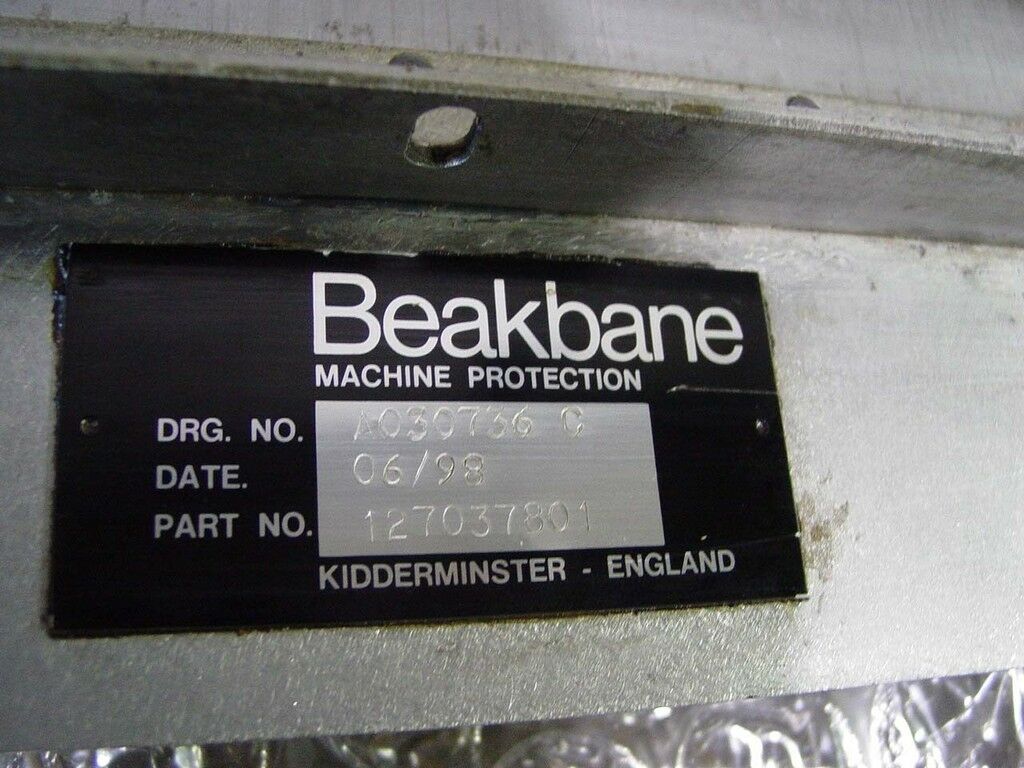 Beakbane
MACHINE PROTECTION
DRG. NO. A030736 C
DATE. 06/98
PART NO. 127037801
KIDDERMINSTER - ENGLAND